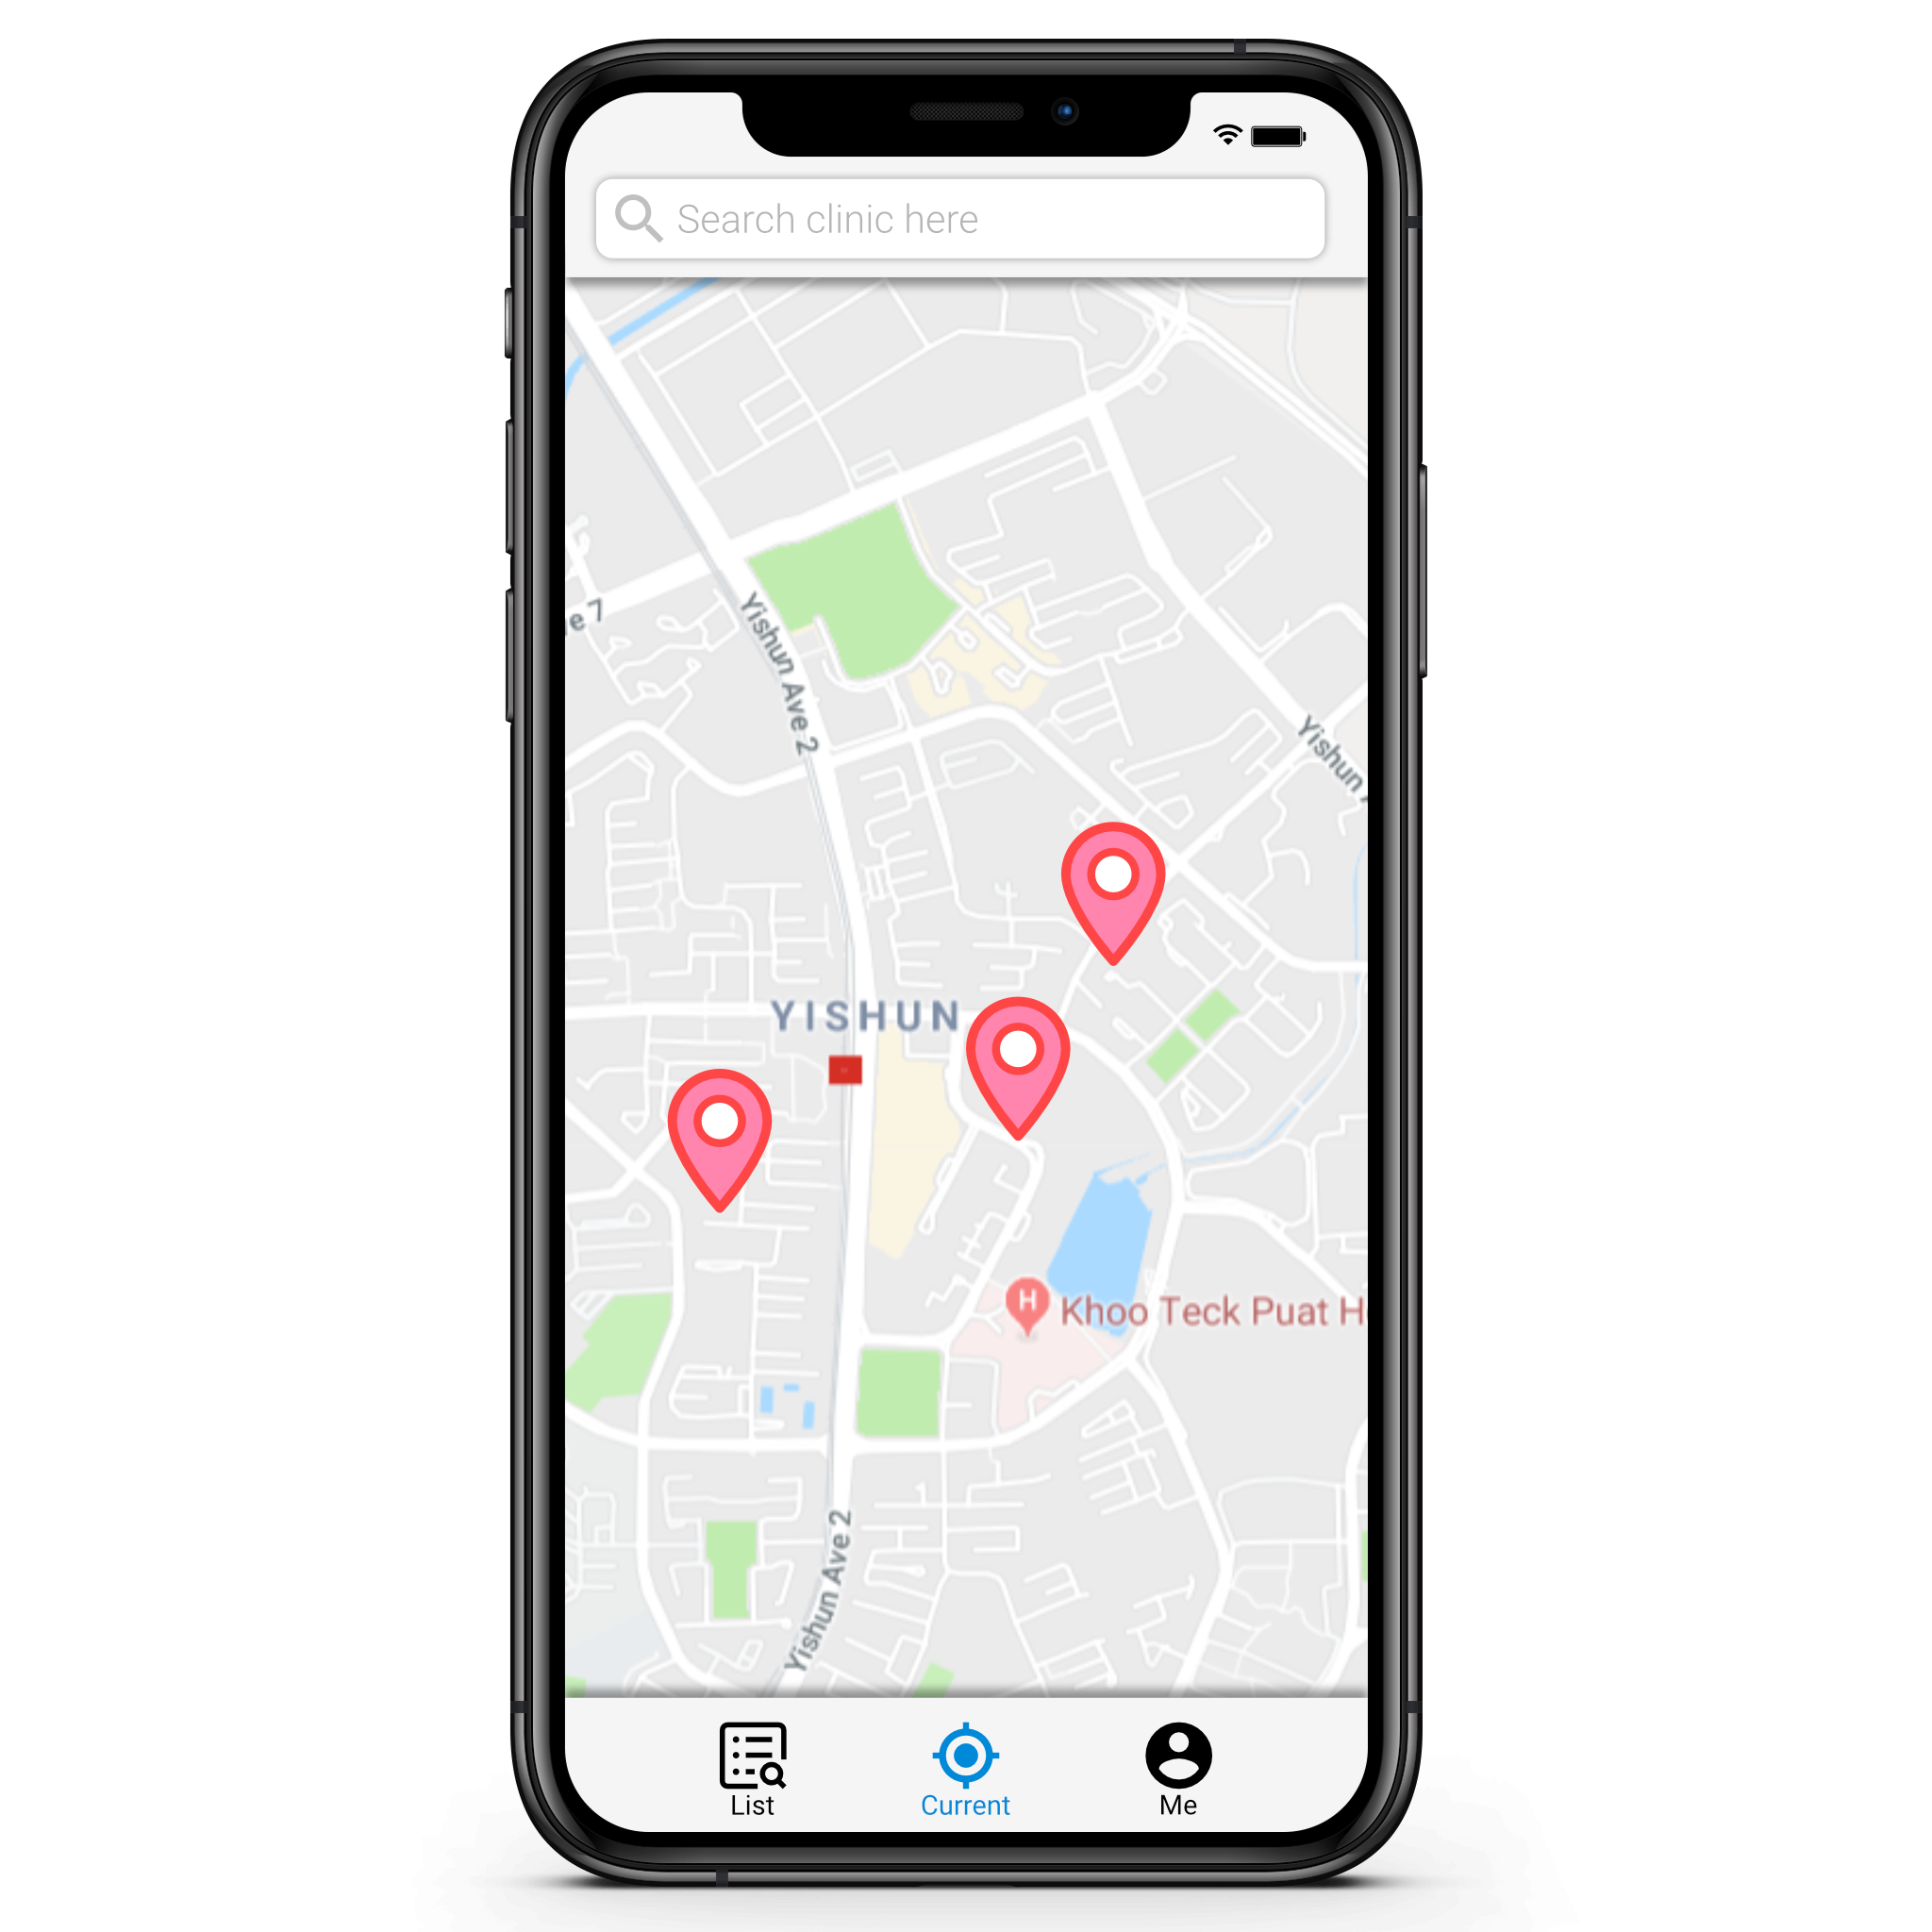 Search clinic here
e 7
Yishun Ave 2
Yishun
YISHUN
H
Khoo Teck Puat H
Yishun Ave 2
List
Current
Me